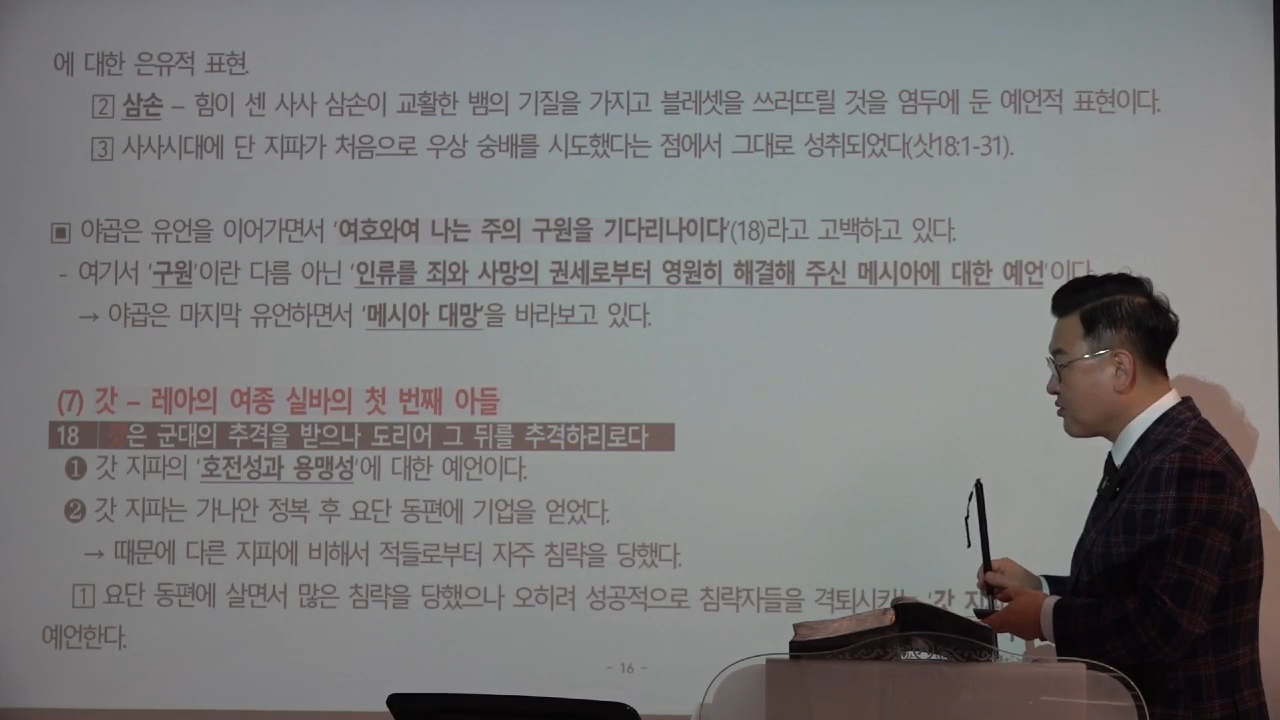 에 대한 은유적 표현.
2 삼손 – 힘이 센 사사 삼손이 교활한 뱀의 기질을 가지고 블레셋을 쓰러뜨릴 것을 염두에 둔 예언적 표현이다.
3 사사시대에 단 지파가 처음으로 우상 숭배를 시도했다는 점에서 그대로 성취되었다(삿18:1-31).
▣ 야곱은 유언을 이어가면서 '여호와여 나는 주의 구원을 기다리나이다'(18)라고 고백하고 있다.
- 여기서 '구원'이란 다름 아닌 '인류를 죄와 사망의 권세로부터 영원히 해결해 주신 메시아에 대한 예언'이다
→ 야곱은 마지막 유언하면서 '메시아 대망'을 바라보고 있다.
(7) 갓 – 레아의 여종 실바의 첫 번째 아들
18 갓은 군대의 추격을 받으나 도리어 그 뒤를 추격하리로다
❶ 갓 지파의 '호전성과 용맹성'에 대한 예언이다.
❷ 갓 지파는 가나안 정복 후 요단 동편에 기업을 얻었다.
→ 때문에 다른 지파에 비해서 적들로부터 자주 침략을 당했다.
1 요단 동편에 살면서 많은 침략을 당했으나 오히려 성공적으로 침략자들을 격퇴시키는 '갓
예언한다.
- 16 -